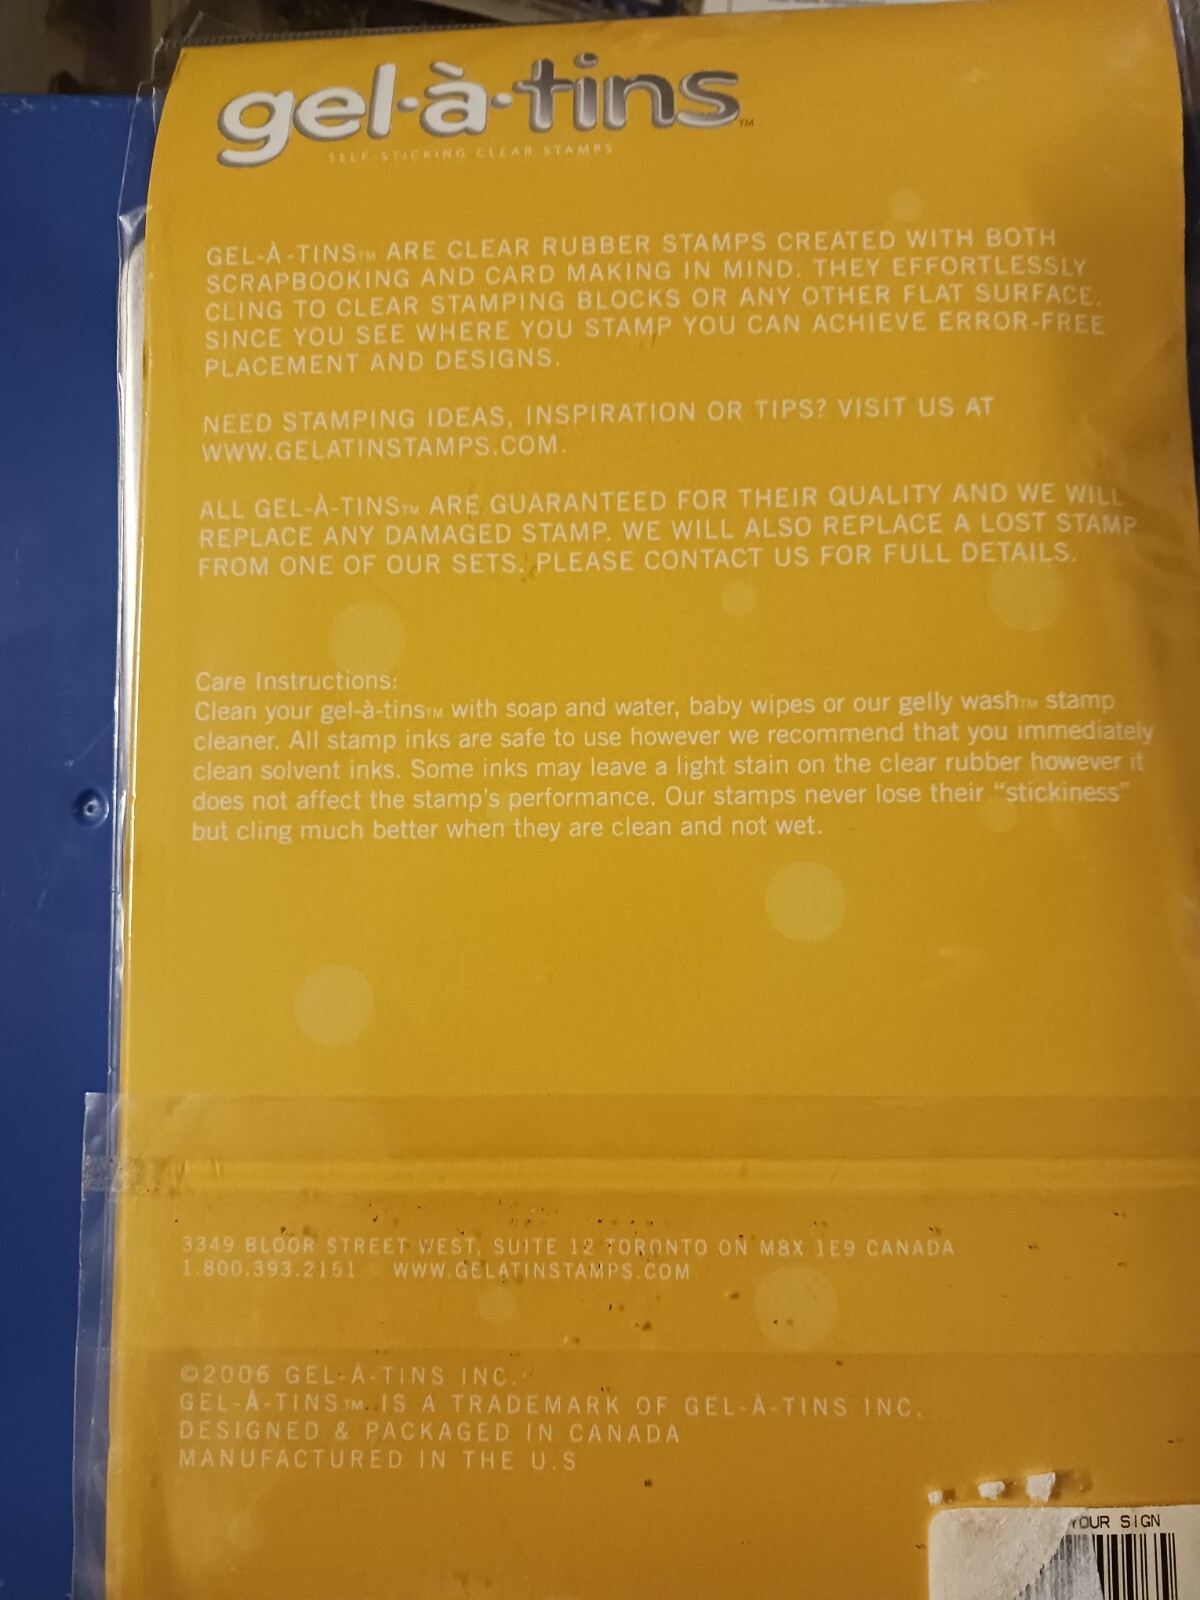 gel·à·tins™
SELF-STICKING CLEAR STAMPS
GEL-À-TINS™ ARE CLEAR RUBBER STAMPS CREATED WITH BOTH
SCRAPBOOKING AND CARD MAKING IN MIND. THEY EFFORTLESSLY
CLING TO CLEAR STAMPING BLOCKS OR ANY OTHER FLAT SURFACE.
SINCE YOU SEE WHERE YOU STAMP YOU CAN ACHIEVE ERROR-FREE
PLACEMENT AND DESIGNS.
NEED STAMPING IDEAS, INSPIRATION OR TIPS? VISIT US AT
WWW.GELATINSTAMPS.COM.
ALL GEL-À-TINS™ ARE GUARANTEED FOR THEIR QUALITY AND WE WILL
REPLACE ANY DAMAGED STAMP. WE WILL ALSO REPLACE A LOST STAMP
FROM ONE OF OUR SETS. PLEASE CONTACT US FOR FULL DETAILS.
Care Instructions:
Clean your gel-à-tins™ with soap and water, baby wipes or our gelly wash™ stamp
cleaner. All stamp inks are safe to use however we recommend that you immediately
clean solvent inks. Some inks may leave a light stain on the clear rubber however it
does not affect the stamp's performance. Our stamps never lose their "stickiness"
but cling much better when they are clean and not wet.
3349 BLOOR STREET WEST, SUITE 12 TORONTO ON M8X 1E9 CANADA
1.800.393.2151 WWW.GELATINSTAMPS.COM
©2006 GEL-À-TINS INC.
GEL-À-TINS™ IS A TRADEMARK OF GEL-À-TINS INC.
DESIGNED & PACKAGED IN CANADA
MANUFACTURED IN THE U.S
YOUR SIGN